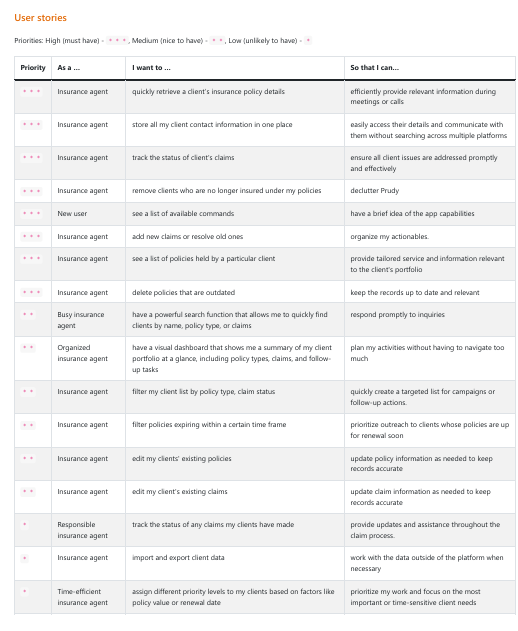 User stories
Priorities: High (must have) - * * *, Medium (nice to have) - * *, Low (unlikely to have) - *
Priority As a … I want to … So that I can…
* * * Insurance agent quickly retrieve a client's insurance policy details efficiently provide relevant information during
meetings or calls
* * * Insurance agent store all my client contact information in one place easily access their details and communicate with
them without searching across multiple platforms
* * * Insurance agent track the status of client's claims ensure all client issues are addressed promptly
and effectively
* * * Insurance agent remove clients who are no longer insured under my policies declutter Prudy
* * * New user see a list of available commands have a brief idea of the app capabilities
* * * Insurance agent add new claims or resolve old ones organize my actionables.
* * * Insurance agent see a list of policies held by a particular client provide tailored service and information relevant
to the client's portfolio
* * * Insurance agent delete policies that are outdated keep the records up to date and relevant
* * Busy insurance have a powerful search function that allows me to quickly find respond promptly to inquiries
agent clients by name, policy type, or claims
* * Organized have a visual dashboard that shows me a summary of my client plan my activities without having to navigate too
insurance agent portfolio at a glance, including policy types, claims, and follow- much
up tasks
* * Insurance agent filter my client list by policy type, claim status quickly create a targeted list for campaigns or
follow-up actions.
* * Insurance agent filter policies expiring within a certain time frame prioritize outreach to clients whose policies are up
for renewal soon
* * Insurance agent edit my clients' existing policies update policy information as needed to keep
records accurate
* * Insurance agent edit my client's existing claims update claim information as needed to keep
records accurate
* Responsible track the status of any claims my clients have made provide updates and assistance throughout the
insurance agent claim process.
* Insurance agent import and export client data work with the data outside of the platform when
necessary
* Time-efficient assign different priority levels to my clients based on factors like prioritize my work and focus on the most
insurance agent policy value or renewal date important or time-sensitive client needs